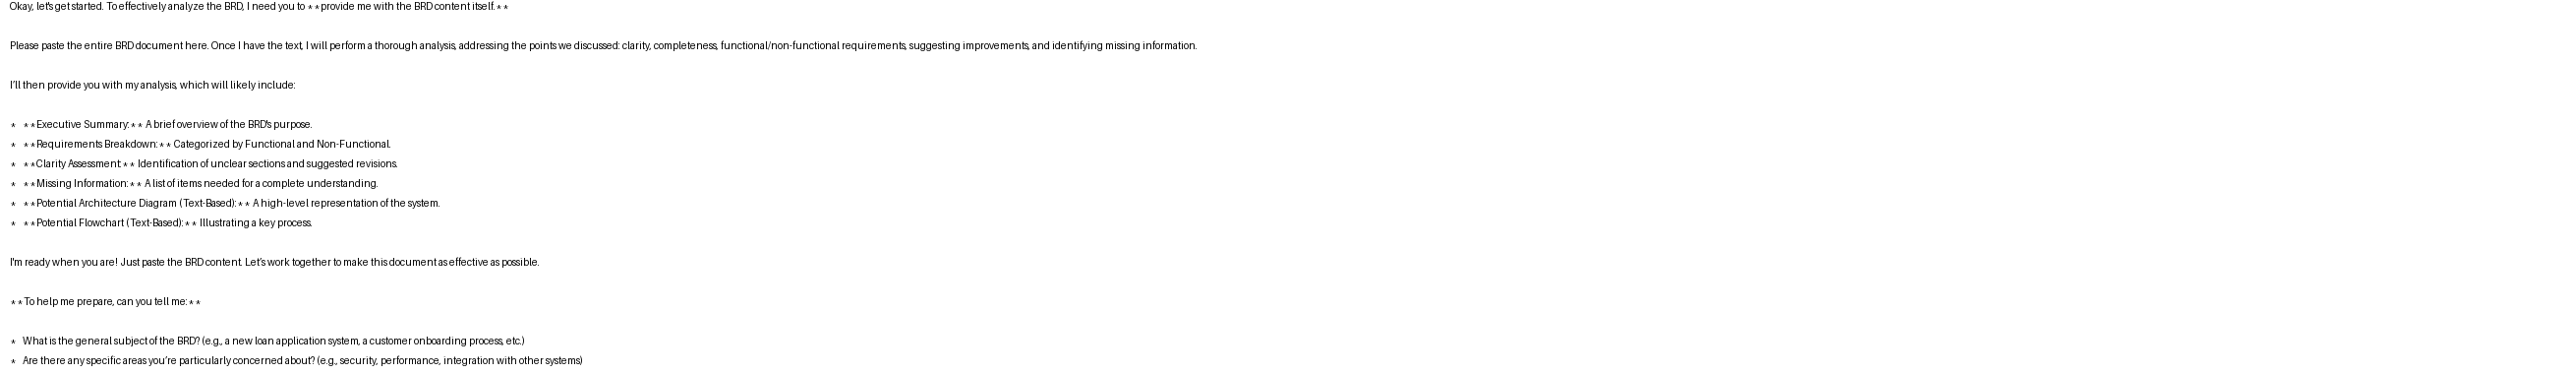 Okay, let's get started. To effectively analyze the BRD, I need you to **provide me with the BRD content itself.**
Please paste the entire BRD document here. Once I have the text, I will perform a thorough analysis, addressing the points we discussed: clarity, completeness, functional/non-functional requirements, suggesting improvements, and identifying missing information.
I'll then provide you with my analysis, which will likely include:
* **Executive Summary:** A brief overview of the BRD's purpose.
* **Requirements Breakdown:** Categorized by Functional and Non-Functional.
* **Clarity Assessment:** Identification of unclear sections and suggested revisions.
* **Missing Information:** A list of items needed for a complete understanding.
* **Potential Architecture Diagram (Text-Based):** A high-level representation of the system.
* **Potential Flowchart (Text-Based):** Illustrating a key process.
I'm ready when you are! Just paste the BRD content. Let's work together to make this document as effective as possible.
**To help me prepare, can you tell me:**
* What is the general subject of the BRD? (e.g., a new loan application system, a customer onboarding process, etc.)
* Are there any specific areas you're particularly concerned about? (e.g., security, performance, integration with other systems)